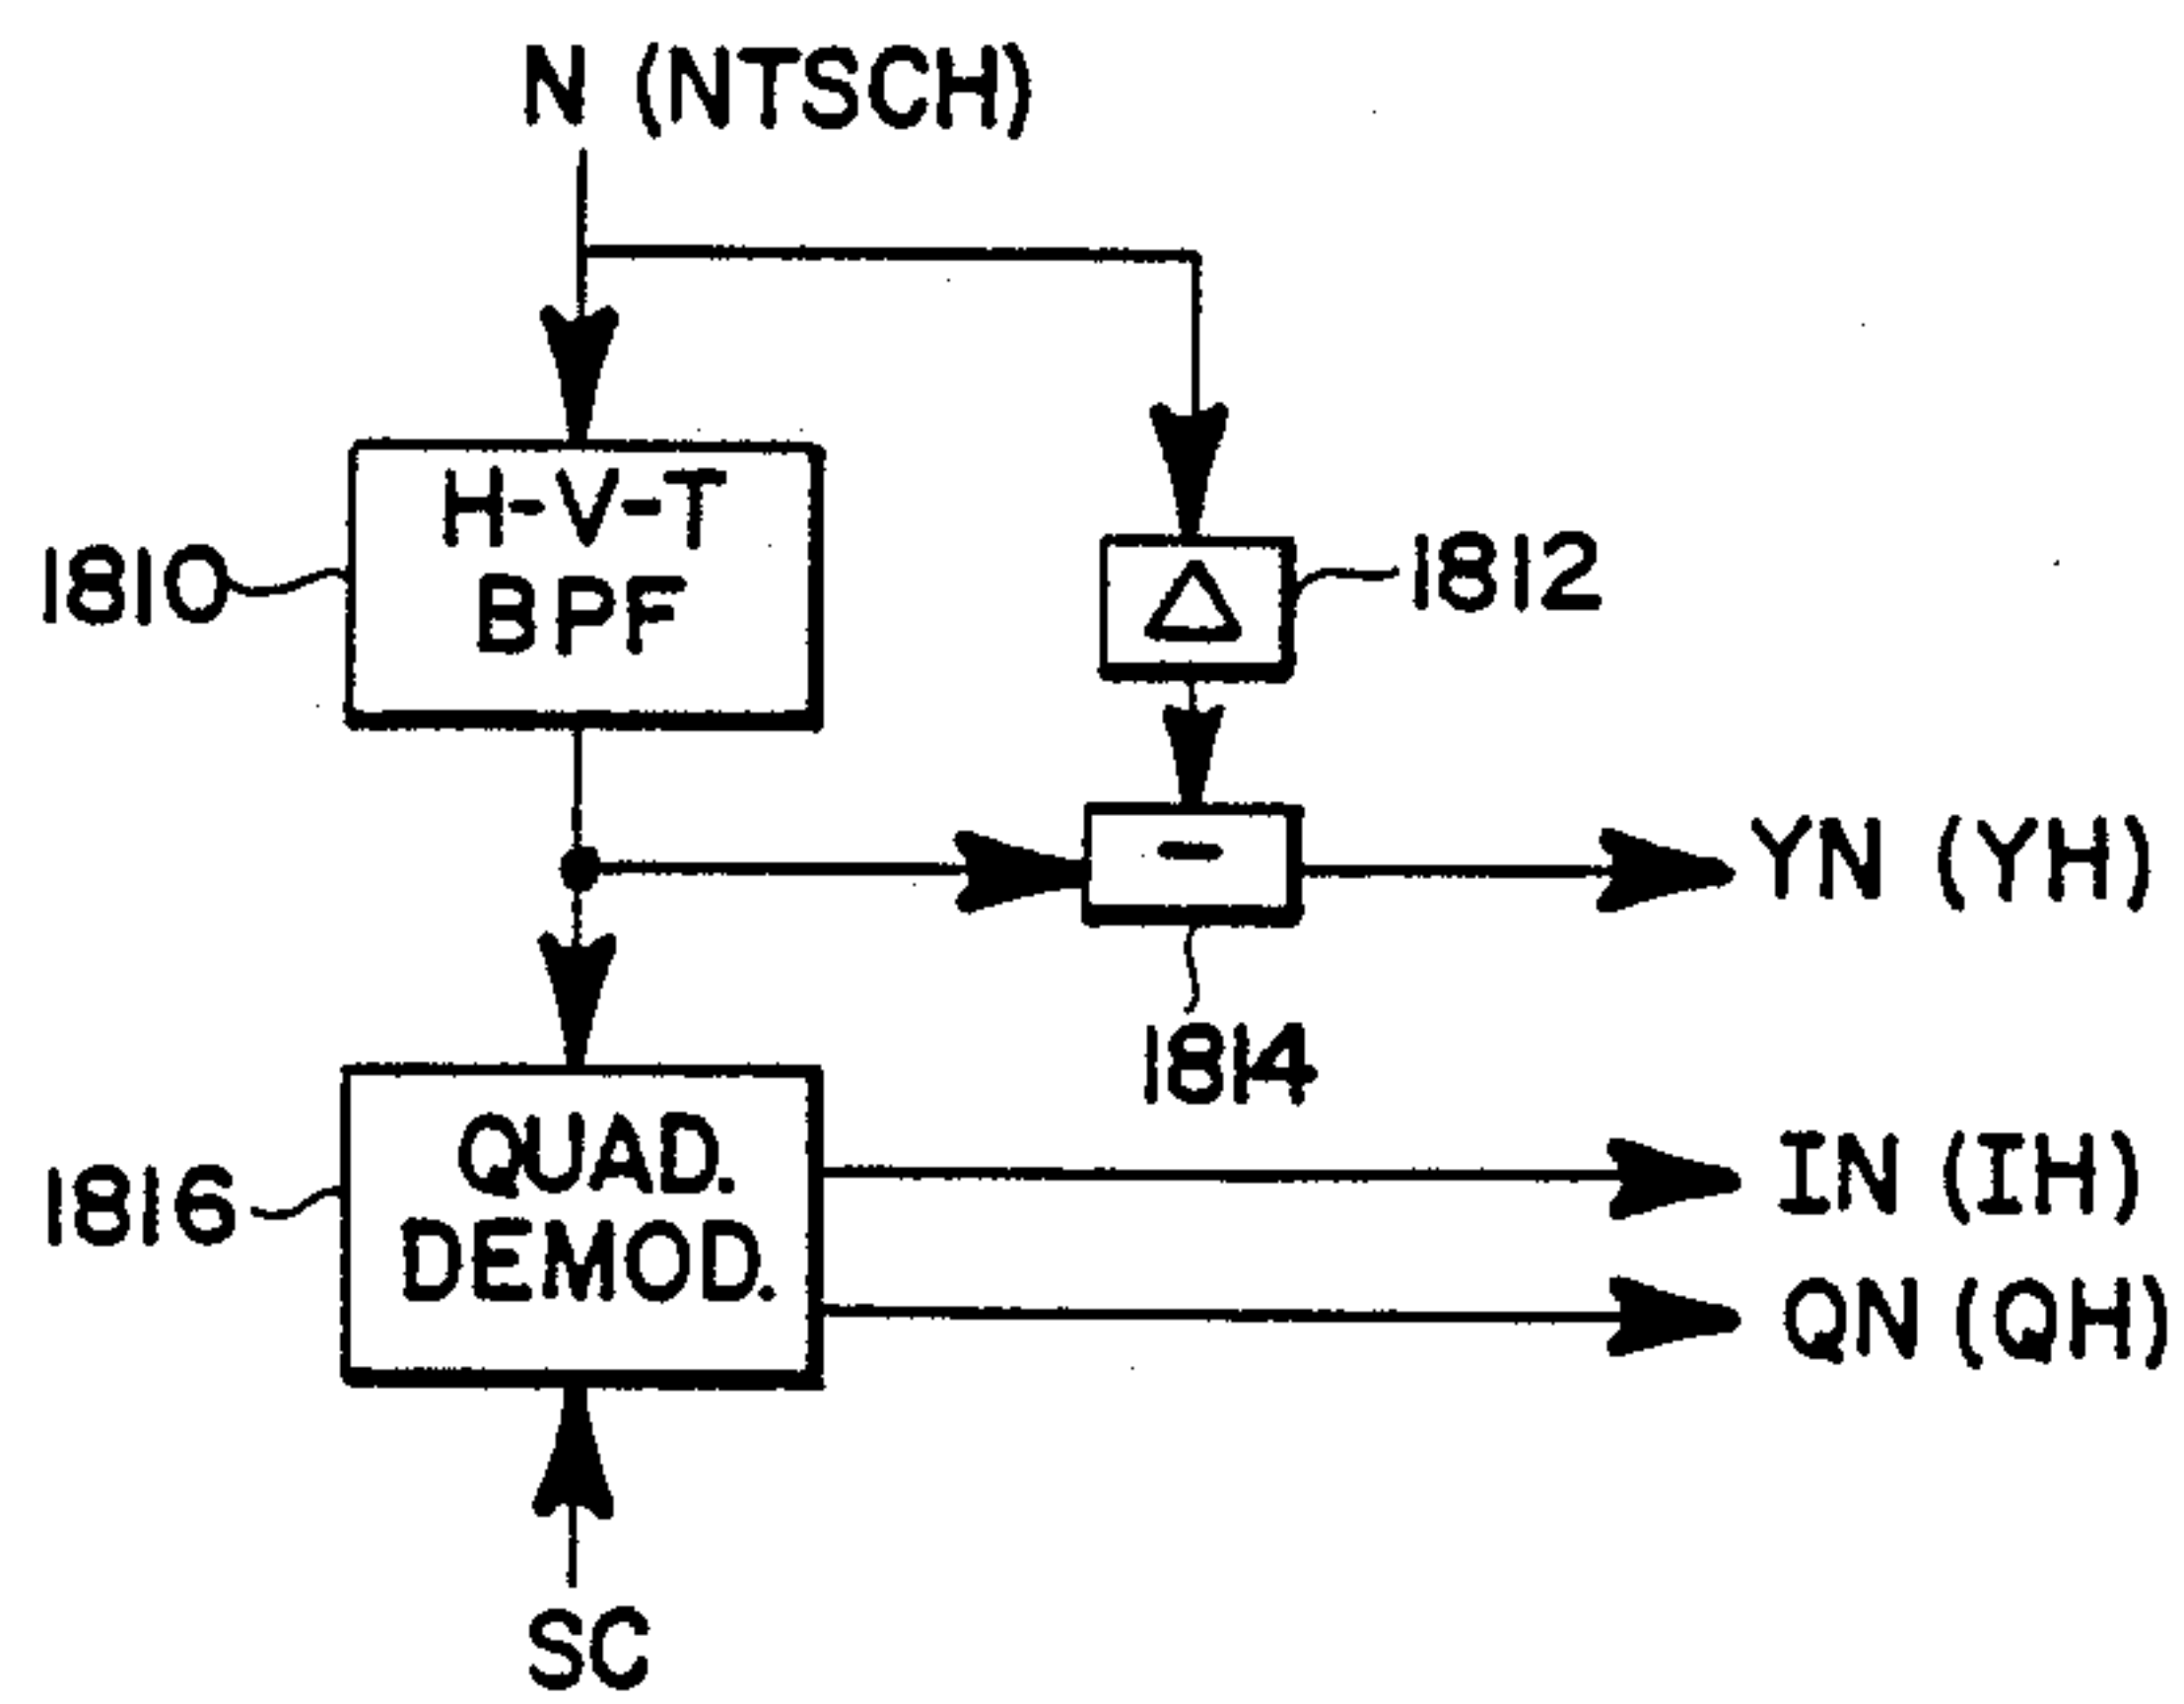 N (NTSCH)
H-V-T
BPF
1810
Δ
1812
-
YN (YH)
1814
QUAD.
DEMOD.
1816
IN (IH)
QN (QH)
SC